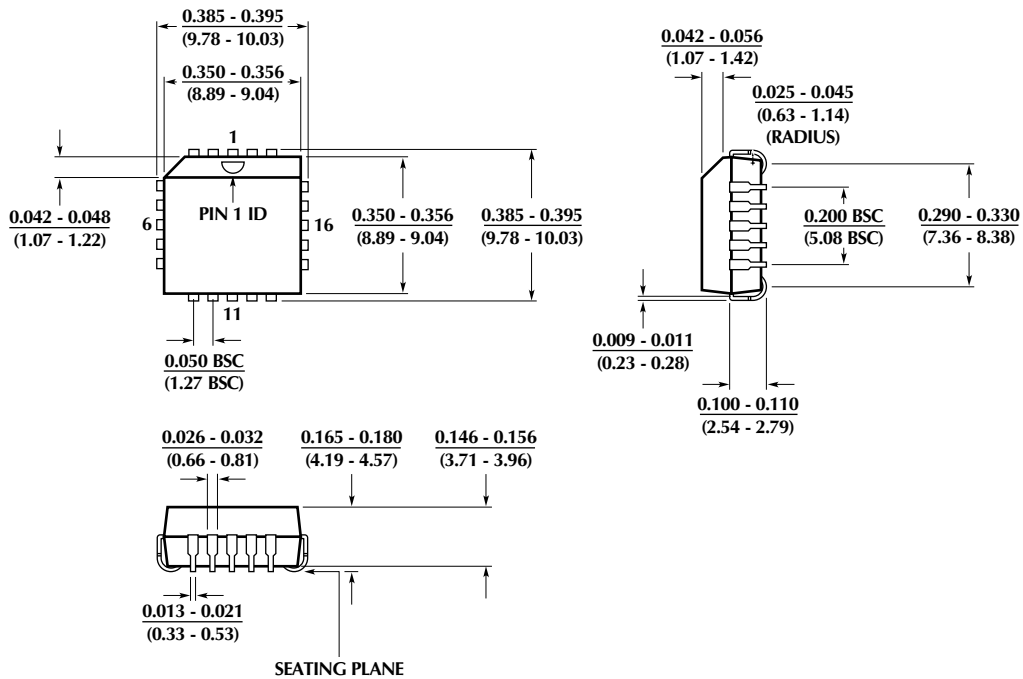 0.385 - 0.395
(9.78 - 10.03)
0.350 - 0.356
(8.89 - 9.04)
1
0.042 - 0.048
(1.07 - 1.22)
6
PIN 1 ID
16
0.350 - 0.356
(8.89 - 9.04)
0.385 - 0.395
(9.78 - 10.03)
11
0.050 BSC
(1.27 BSC)
0.042 - 0.056
(1.07 - 1.42)
0.025 - 0.045
(0.63 - 1.14)
(RADIUS)
0.200 BSC
(5.08 BSC)
0.290 - 0.330
(7.36 - 8.38)
0.009 - 0.011
(0.23 - 0.28)
0.100 - 0.110
(2.54 - 2.79)
0.026 - 0.032
(0.66 - 0.81)
0.165 - 0.180
(4.19 - 4.57)
0.146 - 0.156
(3.71 - 3.96)
0.013 - 0.021
(0.33 - 0.53)
SEATING PLANE